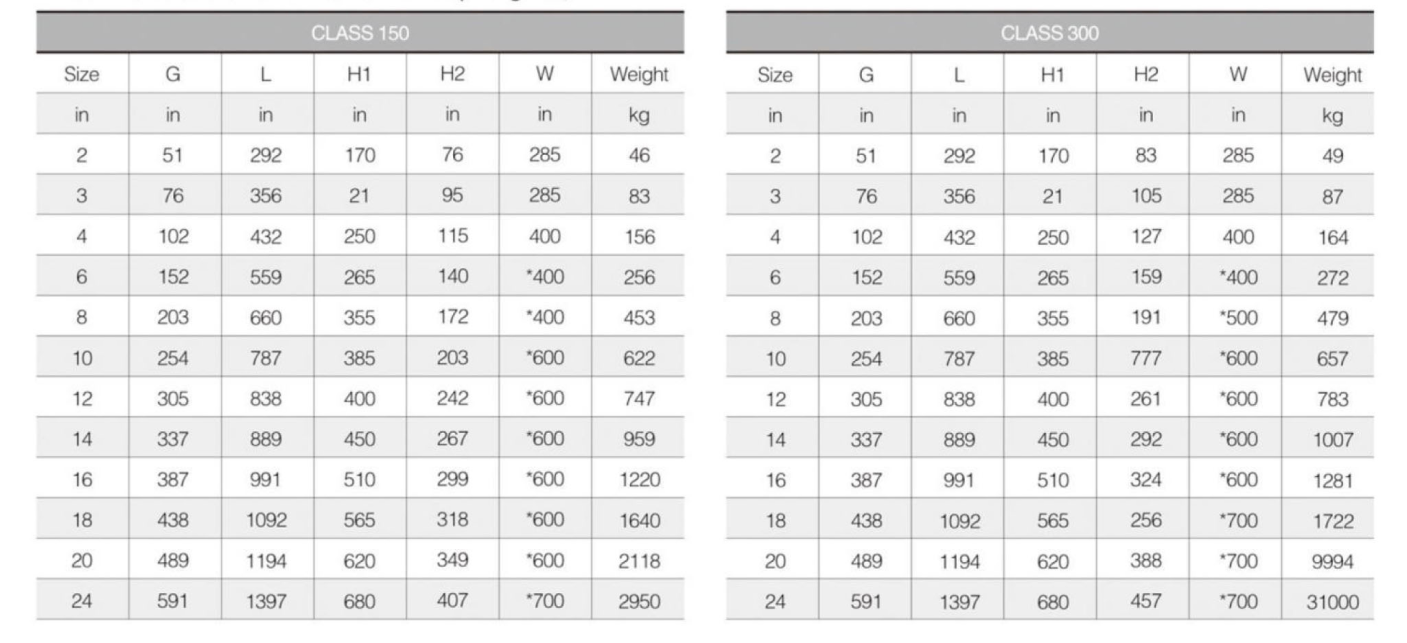 CLASS 150
Size G L H1 H2 W Weight
in in in in in in kg
2 51 292 170 76 285 46
3 76 356 21 95 285 83
4 102 432 250 115 400 156
6 152 559 265 140 *400 256
8 203 660 355 172 *400 453
10 254 787 385 203 *600 622
12 305 838 400 242 *600 747
14 337 889 450 267 *600 959
16 387 991 510 299 *600 1220
18 438 1092 565 318 *600 1640
20 489 1194 620 349 *600 2118
24 591 1397 680 407 *700 2950
CLASS 300
Size G L H1 H2 W Weight
in in in in in in kg
2 51 292 170 83 285 49
3 76 356 21 105 285 87
4 102 432 250 127 400 164
6 152 559 265 159 *400 272
8 203 660 355 191 *500 479
10 254 787 385 777 *600 657
12 305 838 400 261 *600 783
14 337 889 450 292 *600 1007
16 387 991 510 324 *600 1281
18 438 1092 565 256 *700 1722
20 489 1194 620 388 *700 9994
24 591 1397 680 457 *700 31000